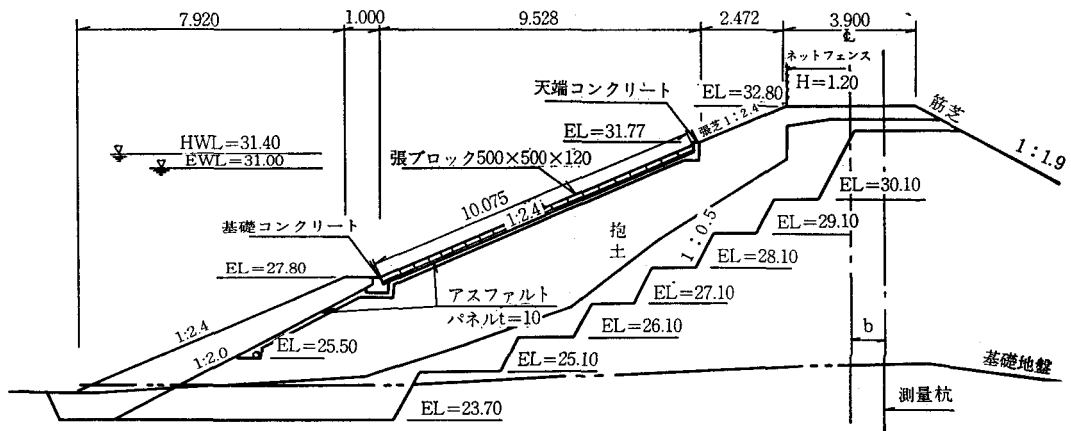 7.920
1.000
9.528
2.472
3.900
℄
ネットフェンス
H=1.20
天端コンクリート
EL=32.80
筋芝
張芝1:2.4
EL=31.77
HWL=31.40
EWL=31.00
張ブロック500×500×120
1:1.9
10.075
1:2.4
EL=30.10
基礎コンクリート
抱土
1:0.5
EL=29.10
EL=28.10
EL=27.80
アスファルト
パネルt=10
EL=27.10
1:2.4
EL=26.10
b
1:2.0
EL=25.50
EL=25.10
基礎地盤
EL=23.70
測量杭